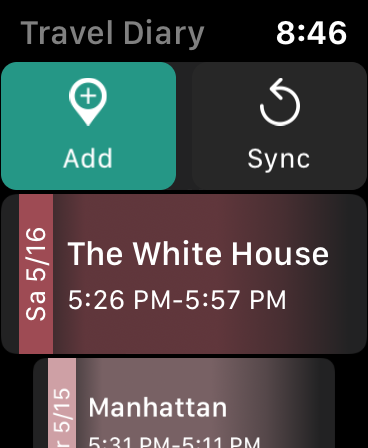 Travel Diary 8:46
Add Sync
Sa 5/16
The White House
5:26 PM-5:57 PM
5/15
Manhattan
5:31 PM-5:11 PM